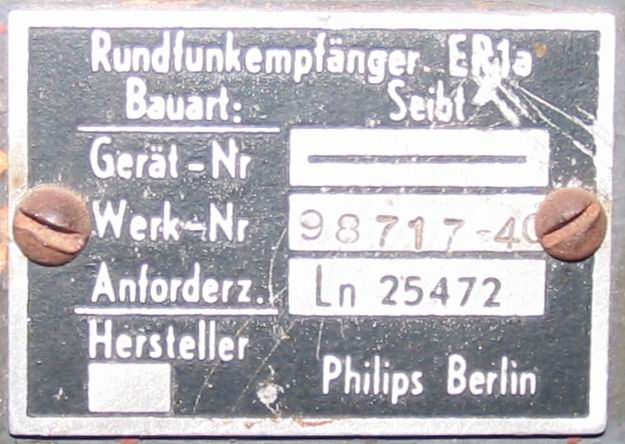 Rundfunkempfänger ER1a
Bauart: Seibt
Gerät-Nr
Werk-Nr 98717-40
Anforderz. Ln 25472
Hersteller
Philips Berlin